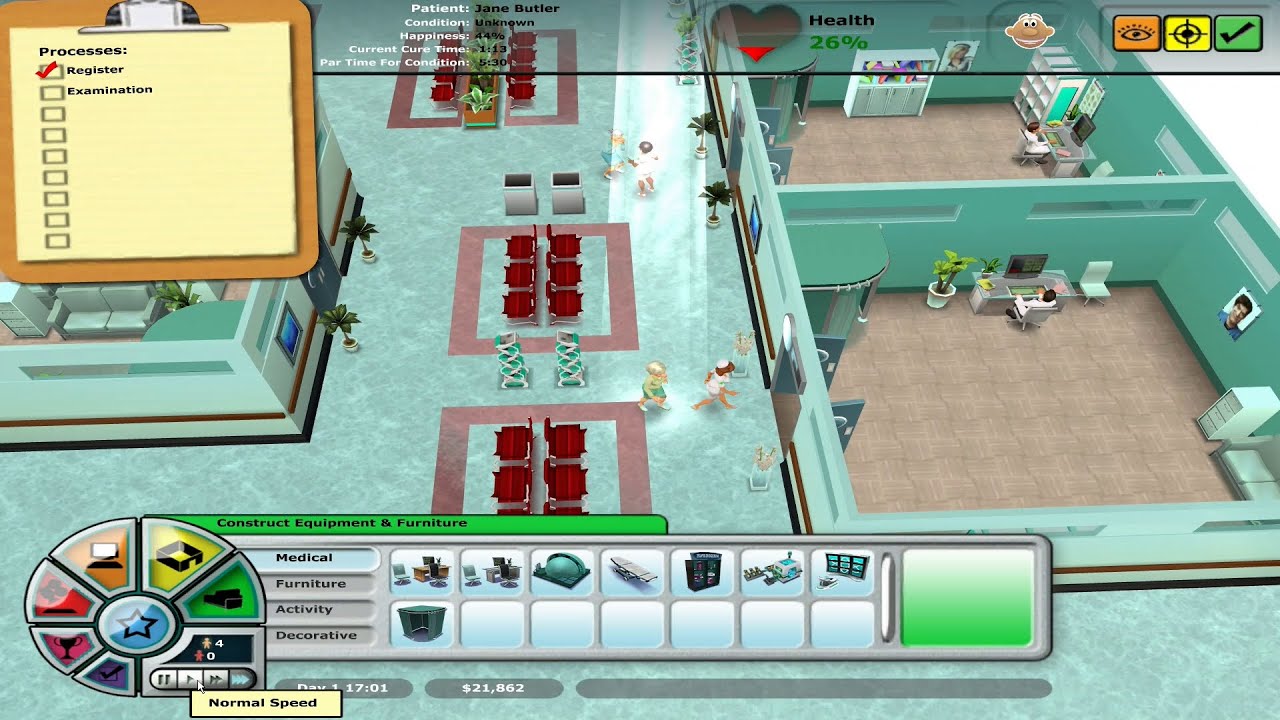 Processes:
Register
Examination
Patient: Jane Butler
Condition: Unknown
Happiness: 44%
Current Cure Time: 1:13
Par Time For Condition: 5:30
Health
26%
Construct Equipment & Furniture
Medical
Furniture
Activity
Decorative
4
0
Day 1 17:01
$21,862
Normal Speed